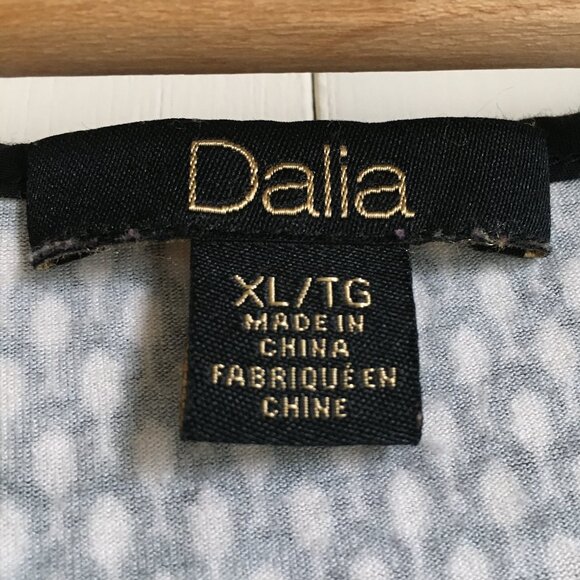 Dalia
XL/TG
MADE IN
CHINA
FABRIQUÉ EN
CHINE